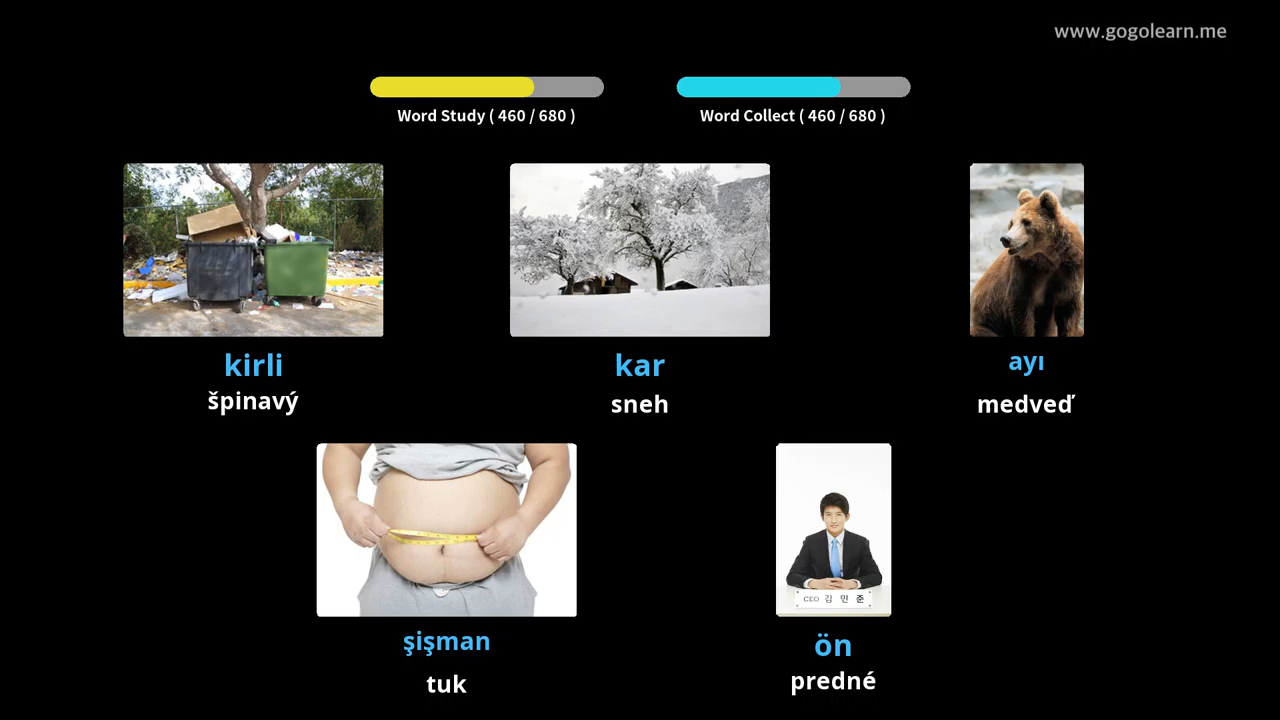 www.gogolearn.me
Word Study ( 460 / 680 )
Word Collect ( 460 / 680 )
kirli
špinavý
kar
sneh
ayı
medveď
şişman
tuk
CEO 김 민 준
ön
predné